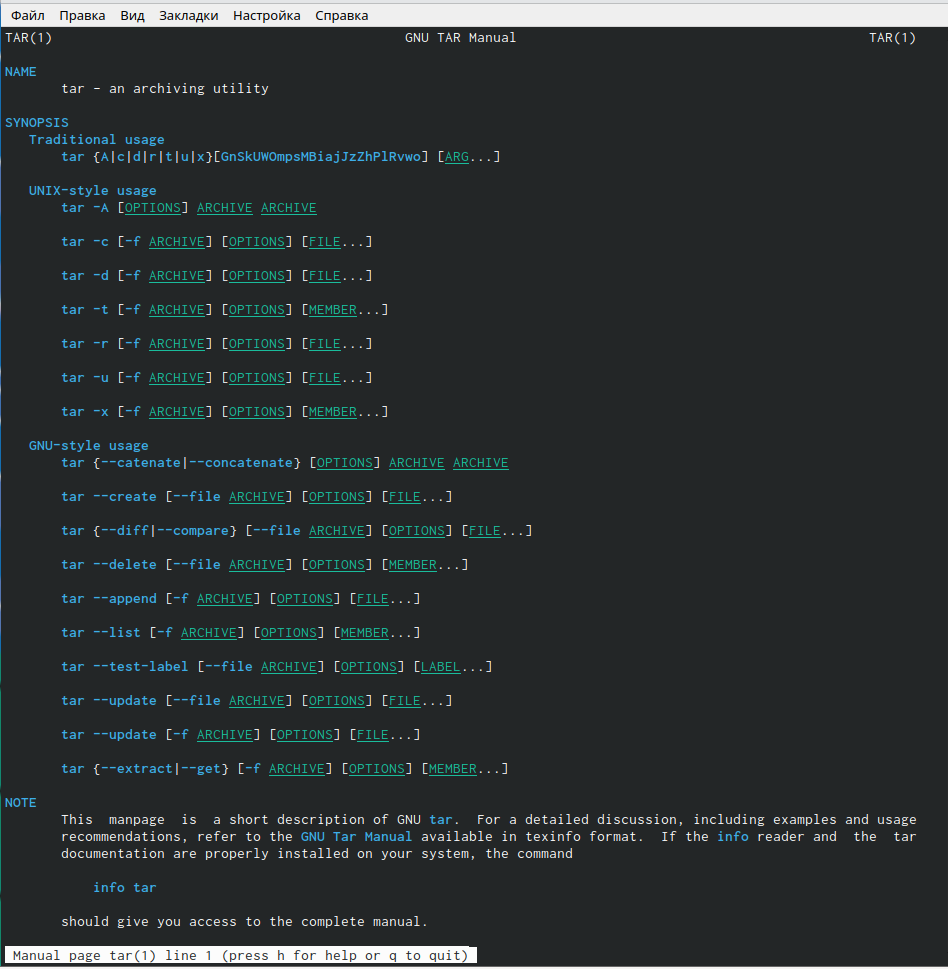 Файл Правка Вид Закладки Настройка Справка
TAR(1) GNU TAR Manual TAR(1)
NAME
tar - an archiving utility
SYNOPSIS
Traditional usage
tar {A|c|d|r|t|u|x}[GnSkUWOmpsMBiajJzZhPlRvwo] [ARG...]
UNIX-style usage
tar -A [OPTIONS] ARCHIVE ARCHIVE
tar -c [-f ARCHIVE] [OPTIONS] [FILE...]
tar -d [-f ARCHIVE] [OPTIONS] [FILE...]
tar -t [-f ARCHIVE] [OPTIONS] [MEMBER...]
tar -r [-f ARCHIVE] [OPTIONS] [FILE...]
tar -u [-f ARCHIVE] [OPTIONS] [FILE...]
tar -x [-f ARCHIVE] [OPTIONS] [MEMBER...]
GNU-style usage
tar {--catenate|--concatenate} [OPTIONS] ARCHIVE ARCHIVE
tar --create [--file ARCHIVE] [OPTIONS] [FILE...]
tar {--diff|--compare} [--file ARCHIVE] [OPTIONS] [FILE...]
tar --delete [--file ARCHIVE] [OPTIONS] [MEMBER...]
tar --append [-f ARCHIVE] [OPTIONS] [FILE...]
tar --list [-f ARCHIVE] [OPTIONS] [MEMBER...]
tar --test-label [--file ARCHIVE] [OPTIONS] [LABEL...]
tar --update [--file ARCHIVE] [OPTIONS] [FILE...]
tar --update [-f ARCHIVE] [OPTIONS] [FILE...]
tar {--extract|--get} [-f ARCHIVE] [OPTIONS] [MEMBER...]
NOTE
This manpage is a short description of GNU tar. For a detailed discussion, including examples and usage
recommendations, refer to the GNU Tar Manual available in texinfo format. If the info reader and the tar
documentation are properly installed on your system, the command
info tar
should give you access to the complete manual.
Manual page tar(1) line 1 (press h for help or q to quit)